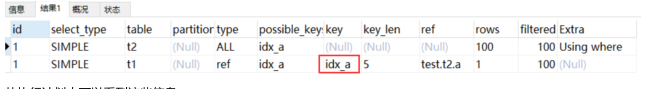 信息 结果1 概况 状态
id select_type table partition type possible_key key key_len ref rows filtered Extra
1 SIMPLE t2 (Null) ALL idx_a (Null) (Null) (Null) 100 100 Using where
1 SIMPLE t1 (Null) ref idx_a idx_a 5 test.t2.a 1 100 (Null)